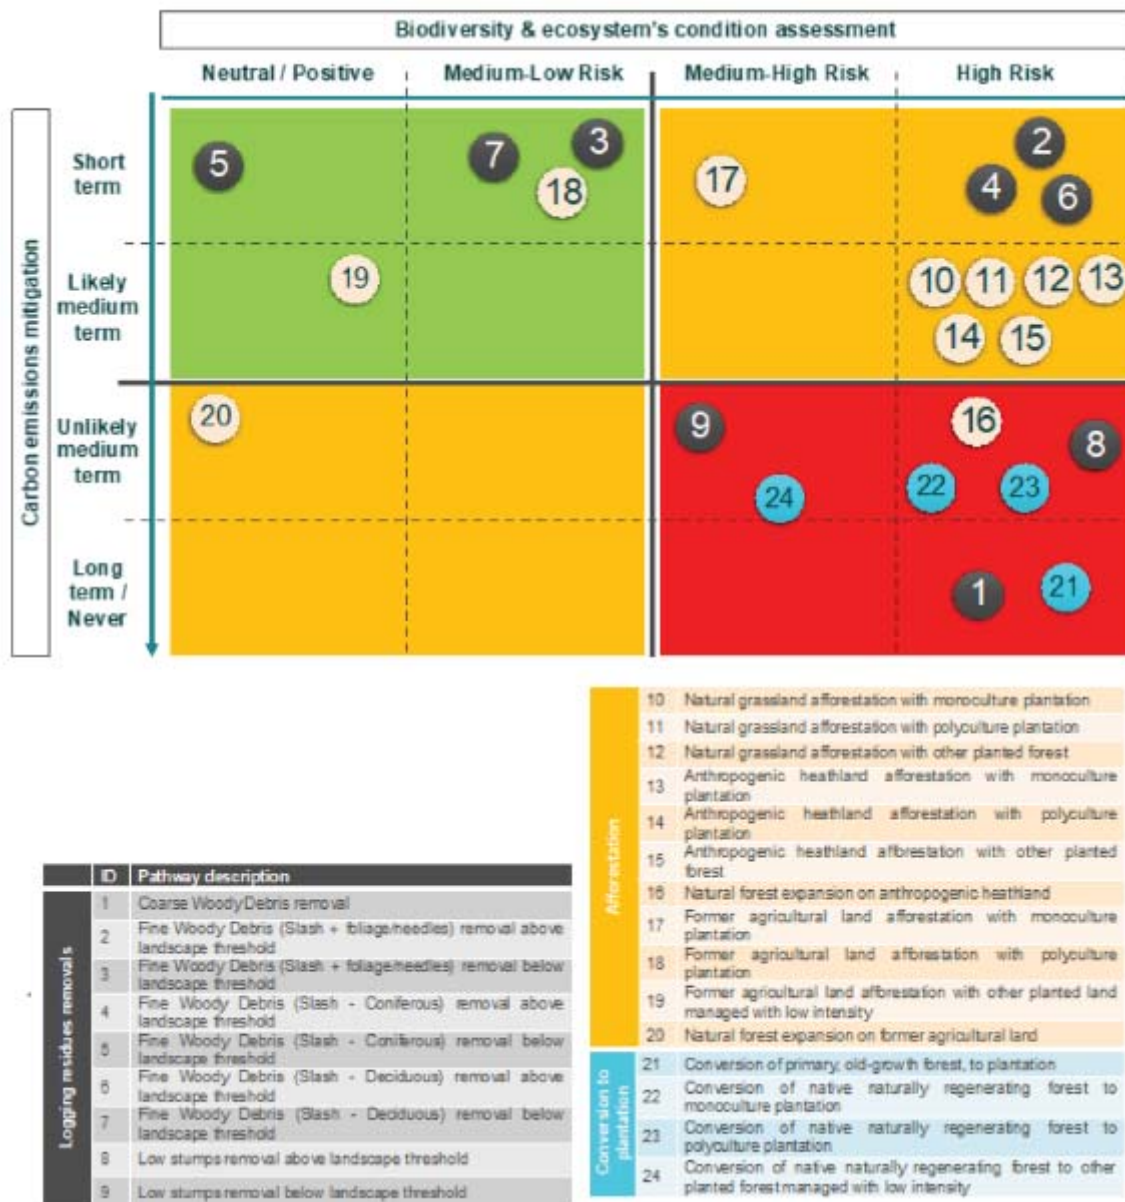 Biodiversity & ecosystem's condition assessment
Neutral / Positive
Medium-Low Risk
Medium-High Risk
High Risk
Carbon emissions mitigation
Short
term
Likely
medium
term
Unlikely
medium
term
Long
term /
Never
5
7
3
18
17
2
4
6
19
10
11
12
13
14
15
20
9
24
16
8
22
23
1
21
ID Pathway description
Logging residues removals
1 Coarse Woody Debris removal
2 Fine Woody Debris (Slash + foliage/needles) removal above
landscape threshold
3 Fine Woody Debris (Slash + foliage/needles) removal below
landscape threshold
4 Fine Woody Debris (Slash - Coniferous) removal above
landscape threshold
5 Fine Woody Debris (Slash - Coniferous) removal below
landscape threshold
6 Fine Woody Debris (Slash - Deciduous) removal above
landscape threshold
7 Fine Woody Debris (Slash - Deciduous) removal below
landscape threshold
8 Low stumps removal above landscape threshold
9 Low stumps removal below landscape threshold
Afforestation
10 Natural grassland afforestation with monoculture plantation
11 Natural grassland afforestation with polyculture plantation
12 Natural grassland afforestation with other planted forest
13 Anthropogenic heathland afforestation with monoculture
plantation
14 Anthropogenic heathland afforestation with polyculture
plantation
15 Anthropogenic heathland afforestation with other planted
forest
16 Natural forest expansion on anthropogenic heathland
17 Former agricultural land afforestation with monoculture
plantation
18 Former agricultural land afforestation with polyculture
plantation
19 Former agricultural land afforestation with other planted land
managed with low intensity
20 Natural forest expansion on former agricultural land
Conversion to
plantation
21 Conversion of primary, old-growth forest, to plantation
22 Conversion of native naturally regenerating forest to
monoculture plantation
23 Conversion of native naturally regenerating forest to
polyculture plantation
24 Conversion of native naturally regenerating forest to other
planted forest managed with low intensity